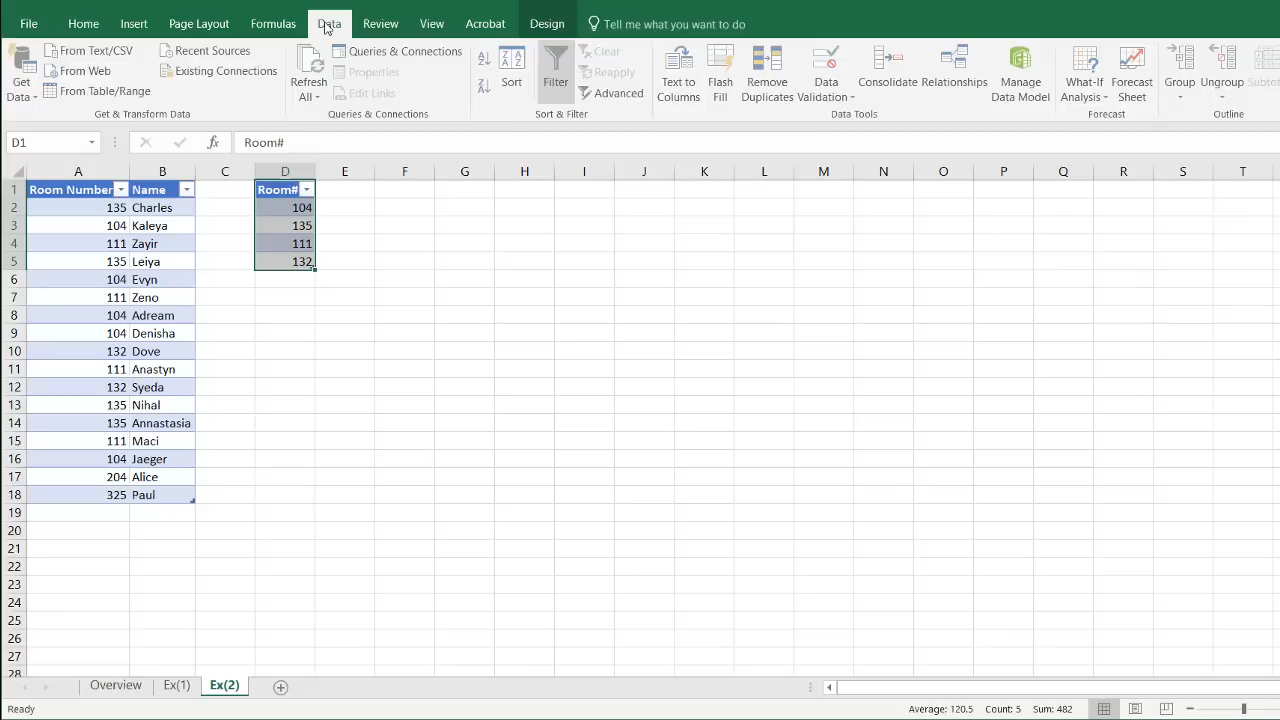 File Home Insert Page Layout Formulas Data Review View Acrobat Design Tell me what you want to do
Get Data
From Text/CSV
From Web
From Table/Range
Recent Sources
Existing Connections
Get & Transform Data
Refresh All
Queries & Connections
Properties
Edit Links
Queries & Connections
Sort
Filter
Clear
Reapply
Advanced
Sort & Filter
Text to Columns
Flash Fill
Remove Duplicates
Data Validation
Consolidate
Relationships
Manage Data Model
Data Tools
What-If Analysis
Forecast Sheet
Forecast
Group
Ungroup
Outline
D1 fx Room#
A B C D E F G H I J K L M N O P Q R S T
1 Room Number Name Room#
2 135 Charles 104
3 104 Kaleya 135
4 111 Zayir 111
5 135 Leiya 132
6 104 Evyn
7 111 Zeno
8 104 Adream
9 104 Denisha
10 132 Dove
11 111 Anastyn
12 132 Syeda
13 135 Nihal
14 135 Annastasia
15 111 Maci
16 104 Jaeger
17 204 Alice
18 325 Paul
19
20
21
22
23
24
25
26
27
28
Overview Ex(1) Ex(2)
Ready Average: 120.5 Count: 5 Sum: 482